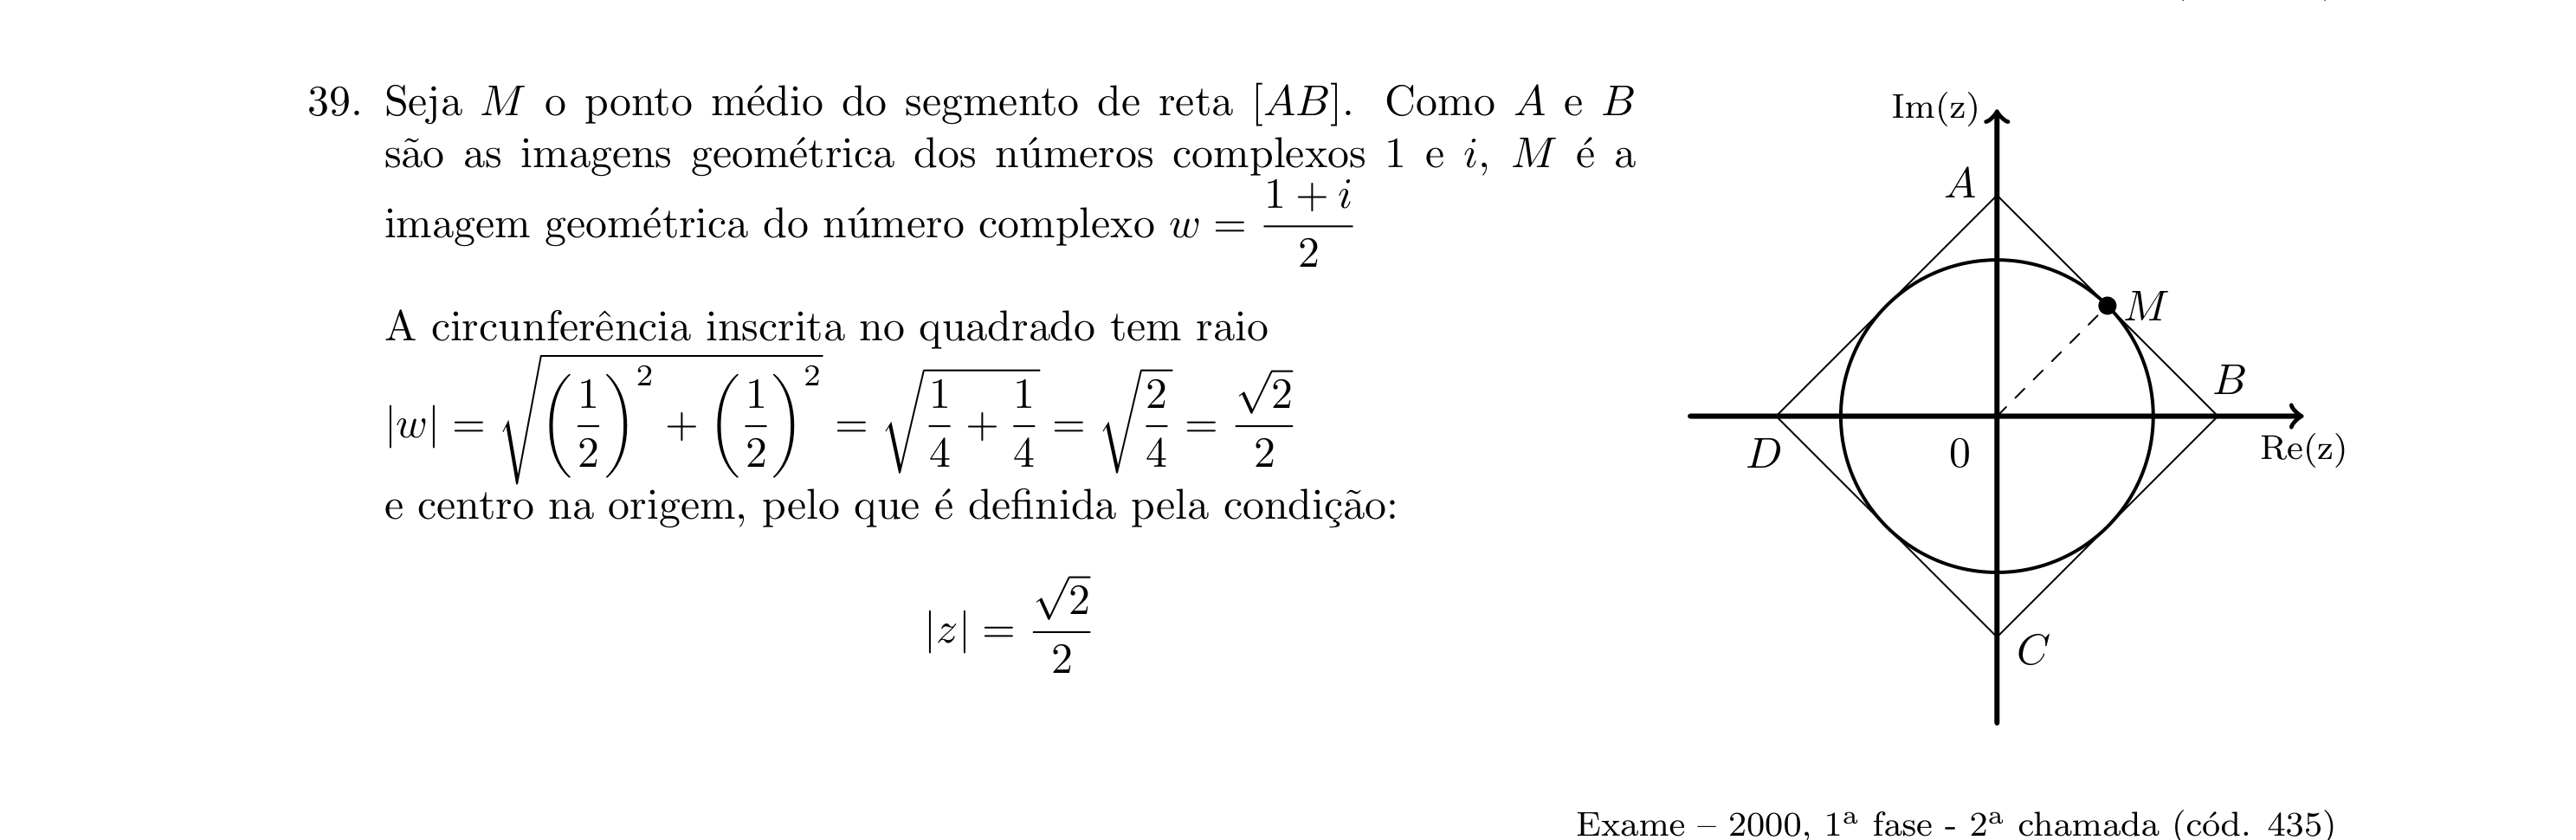 39. Seja M o ponto médio do segmento de reta [AB]. Como A e B
são as imagens geométrica dos números complexos 1 e i, M é a
imagem geométrica do número complexo w = \frac{1 + i}{2}
A circunferência inscrita no quadrado tem raio
|w| = \sqrt{\left(\frac{1}{2}\right)^2 + \left(\frac{1}{2}\right)^2} = \sqrt{\frac{1}{4} + \frac{1}{4}} = \sqrt{\frac{2}{4}} = \frac{\sqrt{2}}{2}
e centro na origem, pelo que é definida pela condição:
|z| = \frac{\sqrt{2}}{2}
Im(z)
A
M
B
D
0
Re(z)
C
Exame – 2000, 1ª fase - 2ª chamada (cód. 435)